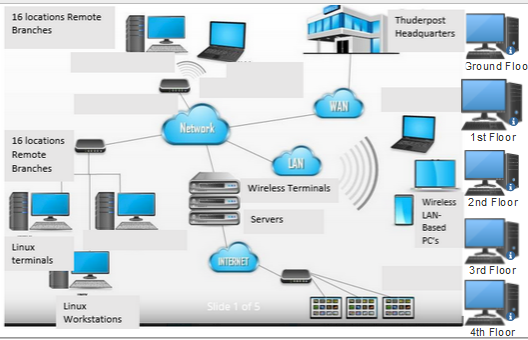 16 locations Remote
Branches
Thuderpost
Headquarters
Ground Floo
WAN
Network
1st Floor
16 locations
Remote
Branches
LAN
Wireless Terminals
Wireless
LAN-
Based
PC's
2nd Floor
Servers
Linux
terminals
INTERNET
3rd Floor
Linux
Workstations
Slide 1 of 5
4th Floor